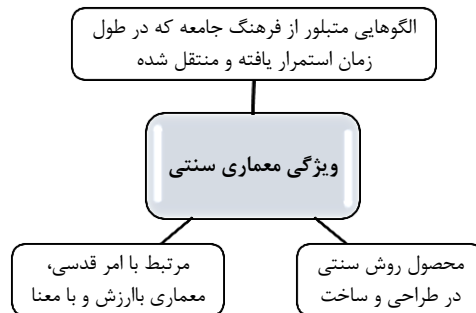 الگوهایی متبلور از فرهنگ جامعه که در طول
زمان استمرار یافته و منتقل شده
ویژگی معماری سنتی
محصول روش سنتی
در طراحی و ساخت
مرتبط با امر قدسی،
معماری باارزش و با معنا